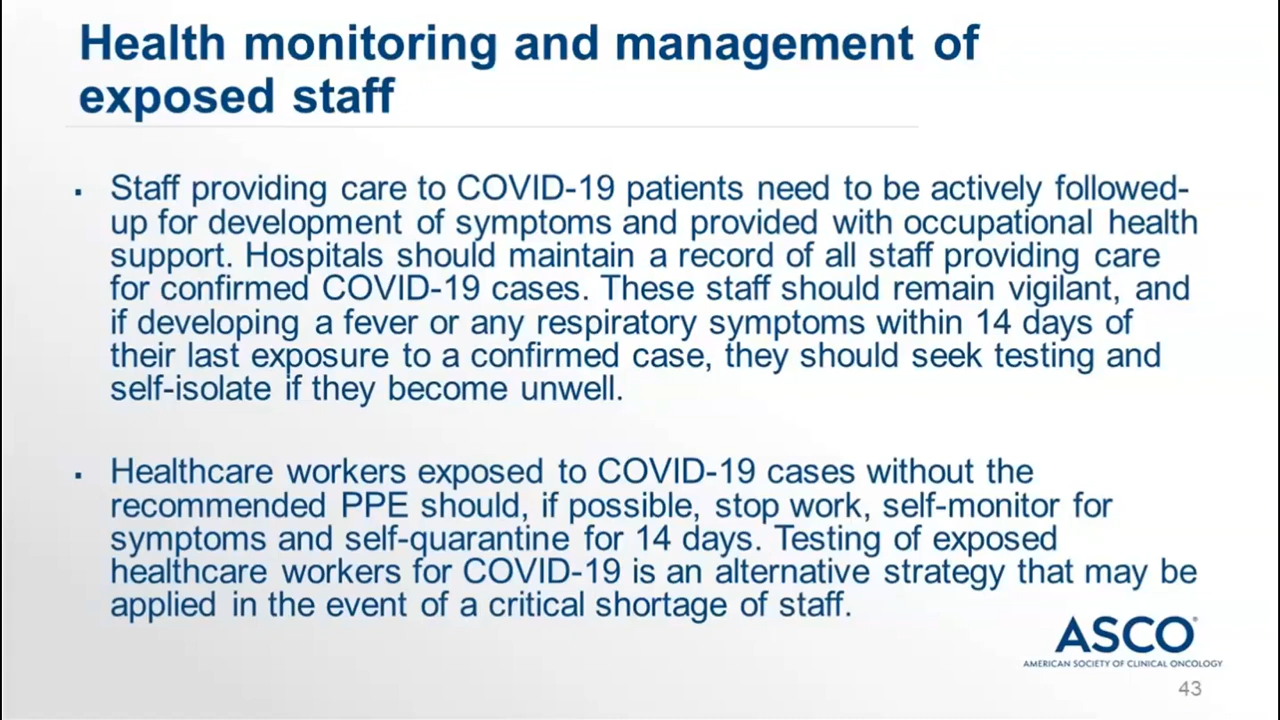 Health monitoring and management of
exposed staff
▪ Staff providing care to COVID-19 patients need to be actively followed-
up for development of symptoms and provided with occupational health
support. Hospitals should maintain a record of all staff providing care
for confirmed COVID-19 cases. These staff should remain vigilant, and
if developing a fever or any respiratory symptoms within 14 days of
their last exposure to a confirmed case, they should seek testing and
self-isolate if they become unwell.
▪ Healthcare workers exposed to COVID-19 cases without the
recommended PPE should, if possible, stop work, self-monitor for
symptoms and self-quarantine for 14 days. Testing of exposed
healthcare workers for COVID-19 is an alternative strategy that may be
applied in the event of a critical shortage of staff.
ASCO®
AMERICAN SOCIETY OF CLINICAL ONCOLOGY
43